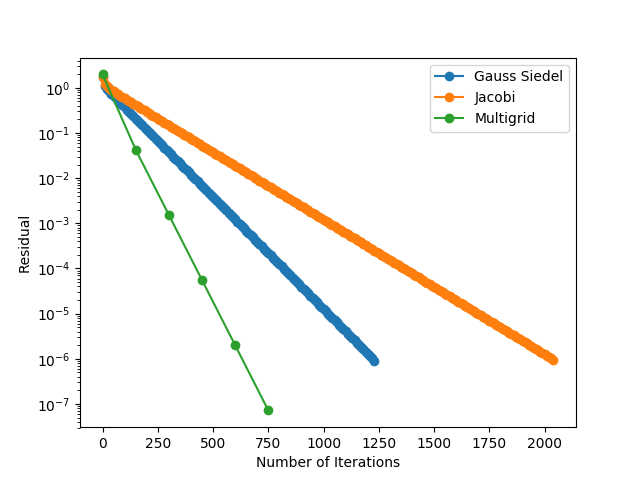 Gauss Siedel
Jacobi
Multigrid
Residual
10^0
10^-1
10^-2
10^-3
10^-4
10^-5
10^-6
10^-7
0 250 500 750 1000 1250 1500 1750 2000
Number of Iterations